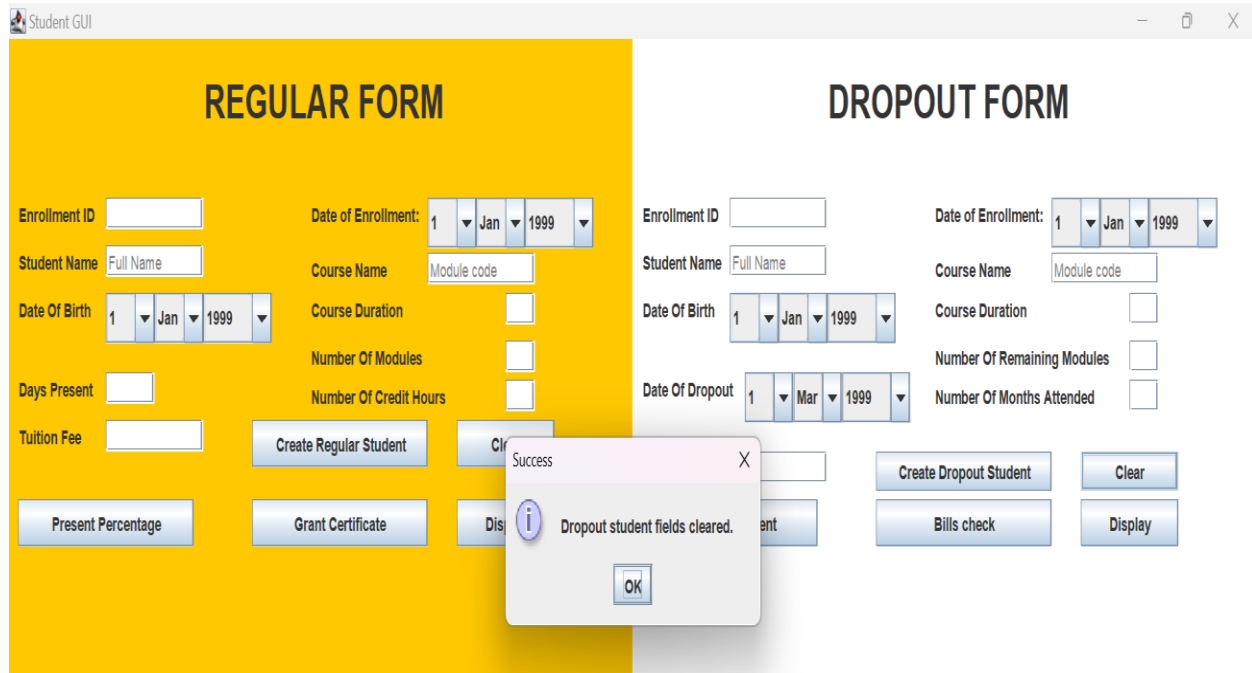 Student GUI
REGULAR FORM
Enrollment ID
Date of Enrollment: 1 Jan 1999
Student Name Full Name
Course Name Module code
Date Of Birth 1 Jan 1999
Course Duration
Number Of Modules
Days Present
Number Of Credit Hours
Tuition Fee
Create Regular Student
Present Percentage
Grant Certificate
DROPOUT FORM
Enrollment ID
Date of Enrollment: 1 Jan 1999
Student Name Full Name
Course Name Module code
Date Of Birth 1 Jan 1999
Course Duration
Number Of Remaining Modules
Date Of Dropout 1 Mar 1999
Number Of Months Attended
Create Dropout Student
Clear
Bills check
Display
Success
Dropout student fields cleared.
OK